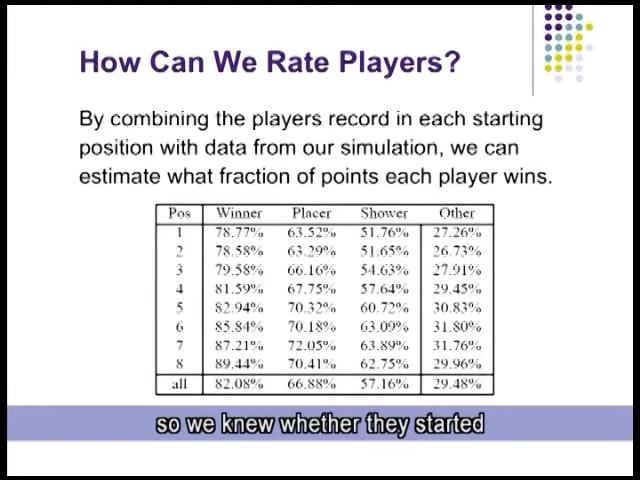 How Can We Rate Players?
By combining the players record in each starting
position with data from our simulation, we can
estimate what fraction of points each player wins.
Pos Winner Placer Shower Other
1 78.77% 63.52% 51.76% 27.26%
2 78.58% 63.29% 51.65% 26.73%
3 79.58% 66.16% 54.63% 27.91%
4 81.59% 67.75% 57.64% 29.45%
5 82.94% 70.32% 60.72% 30.83%
6 85.84% 70.18% 63.09% 31.80%
7 87.21% 72.05% 63.89% 31.76%
8 89.44% 70.41% 62.75% 29.96%
all 82.08% 66.88% 57.16% 29.48%
so we knew whether they started